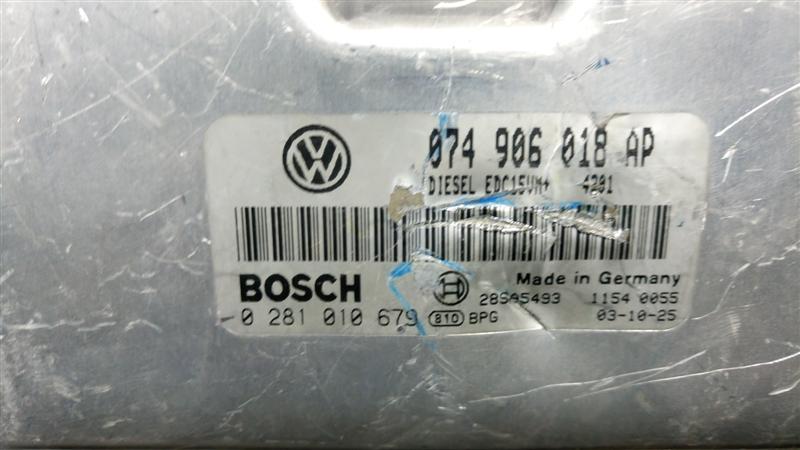 074 906 018 AP
DIESEL EDC15VM+ 4201
BOSCH
Made in Germany
28SA5493 1154 0055
0 281 010 679 810 BPG 03-10-25